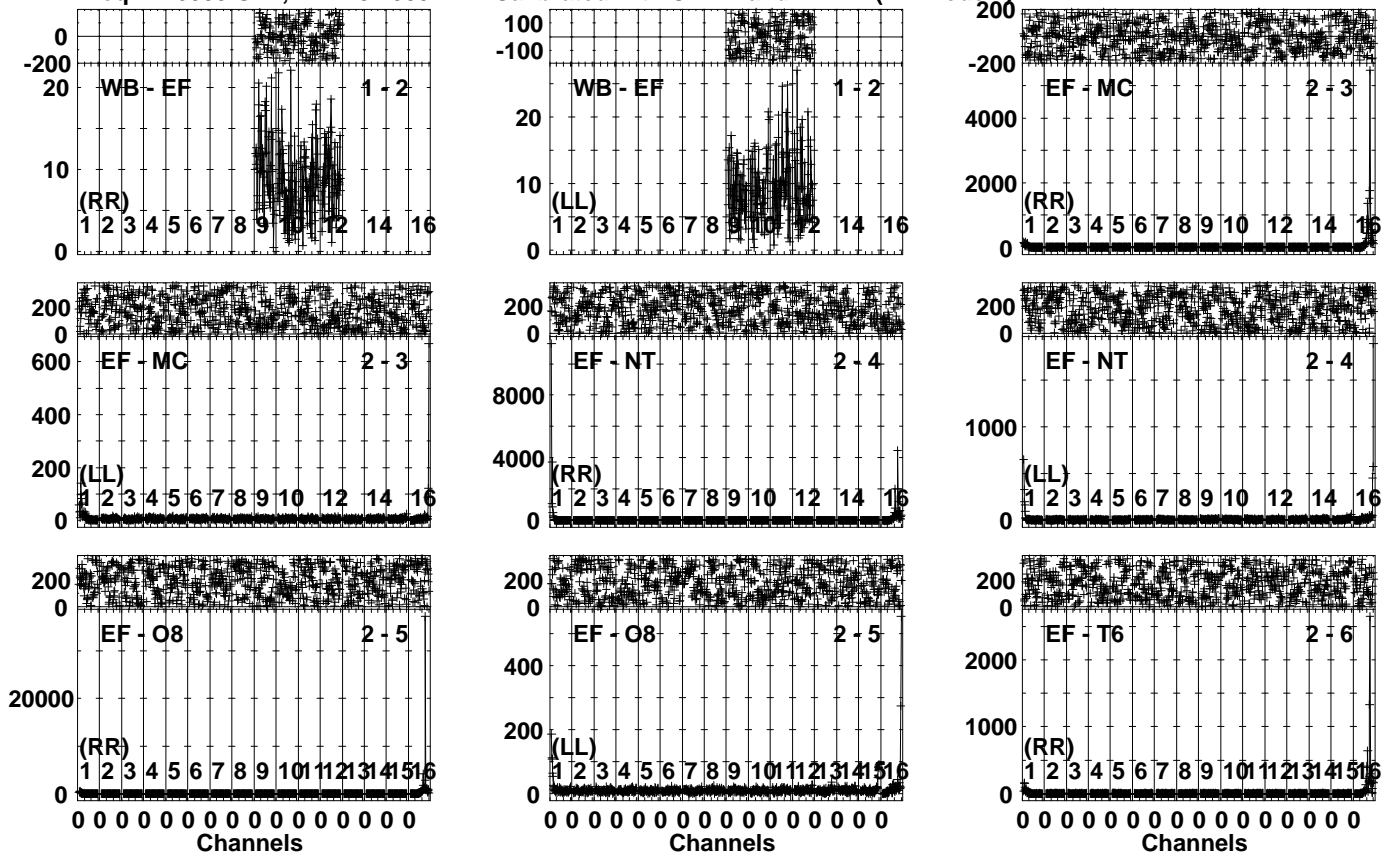 0 100 200
-200 -100 -200
20 WB - EF 1 - 2 20 WB - EF 1 - 2 4000 EF - MC 2 - 3
10 10 2000
(RR) (LL) (RR)
1 2 3 4 5 6 7 8 9 10 12 14 16 1 2 3 4 5 6 7 8 9 10 12 14 16 1 2 3 4 5 6 7 8 9 10 12 14 16
0 0 0
200 200 200
0 0 0
600 EF - MC 2 - 3 EF - NT 2 - 4 EF - NT 2 - 4
400 8000 1000
200 4000
(LL) (RR) (LL)
1 2 3 4 5 6 7 8 9 10 12 14 16 1 2 3 4 5 6 7 8 9 10 12 14 16 1 2 3 4 5 6 7 8 9 10 12 14 16
0 0 0
200 200 200
0 0 0
EF - O8 2 - 5 EF - O8 2 - 5 EF - T6 2 - 6
20000 400 2000
200 1000
(RR) (LL) (RR)
1 2 3 4 5 6 7 8 9 10 11 12 13 14 15 16 1 2 3 4 5 6 7 8 9 10 11 12 13 14 15 16 1 2 3 4 5 6 7 8 9 10 11 12 13 14 15 16
0 0 0
0 0 0 0 0 0 0 0 0 0 0 0 0 0 0 0 0 0 0 0 0 0 0 0 0 0 0 0 0 0 0 0 0 0 0 0 0 0 0 0 0 0 0 0 0 0 0 0
Channels Channels Channels